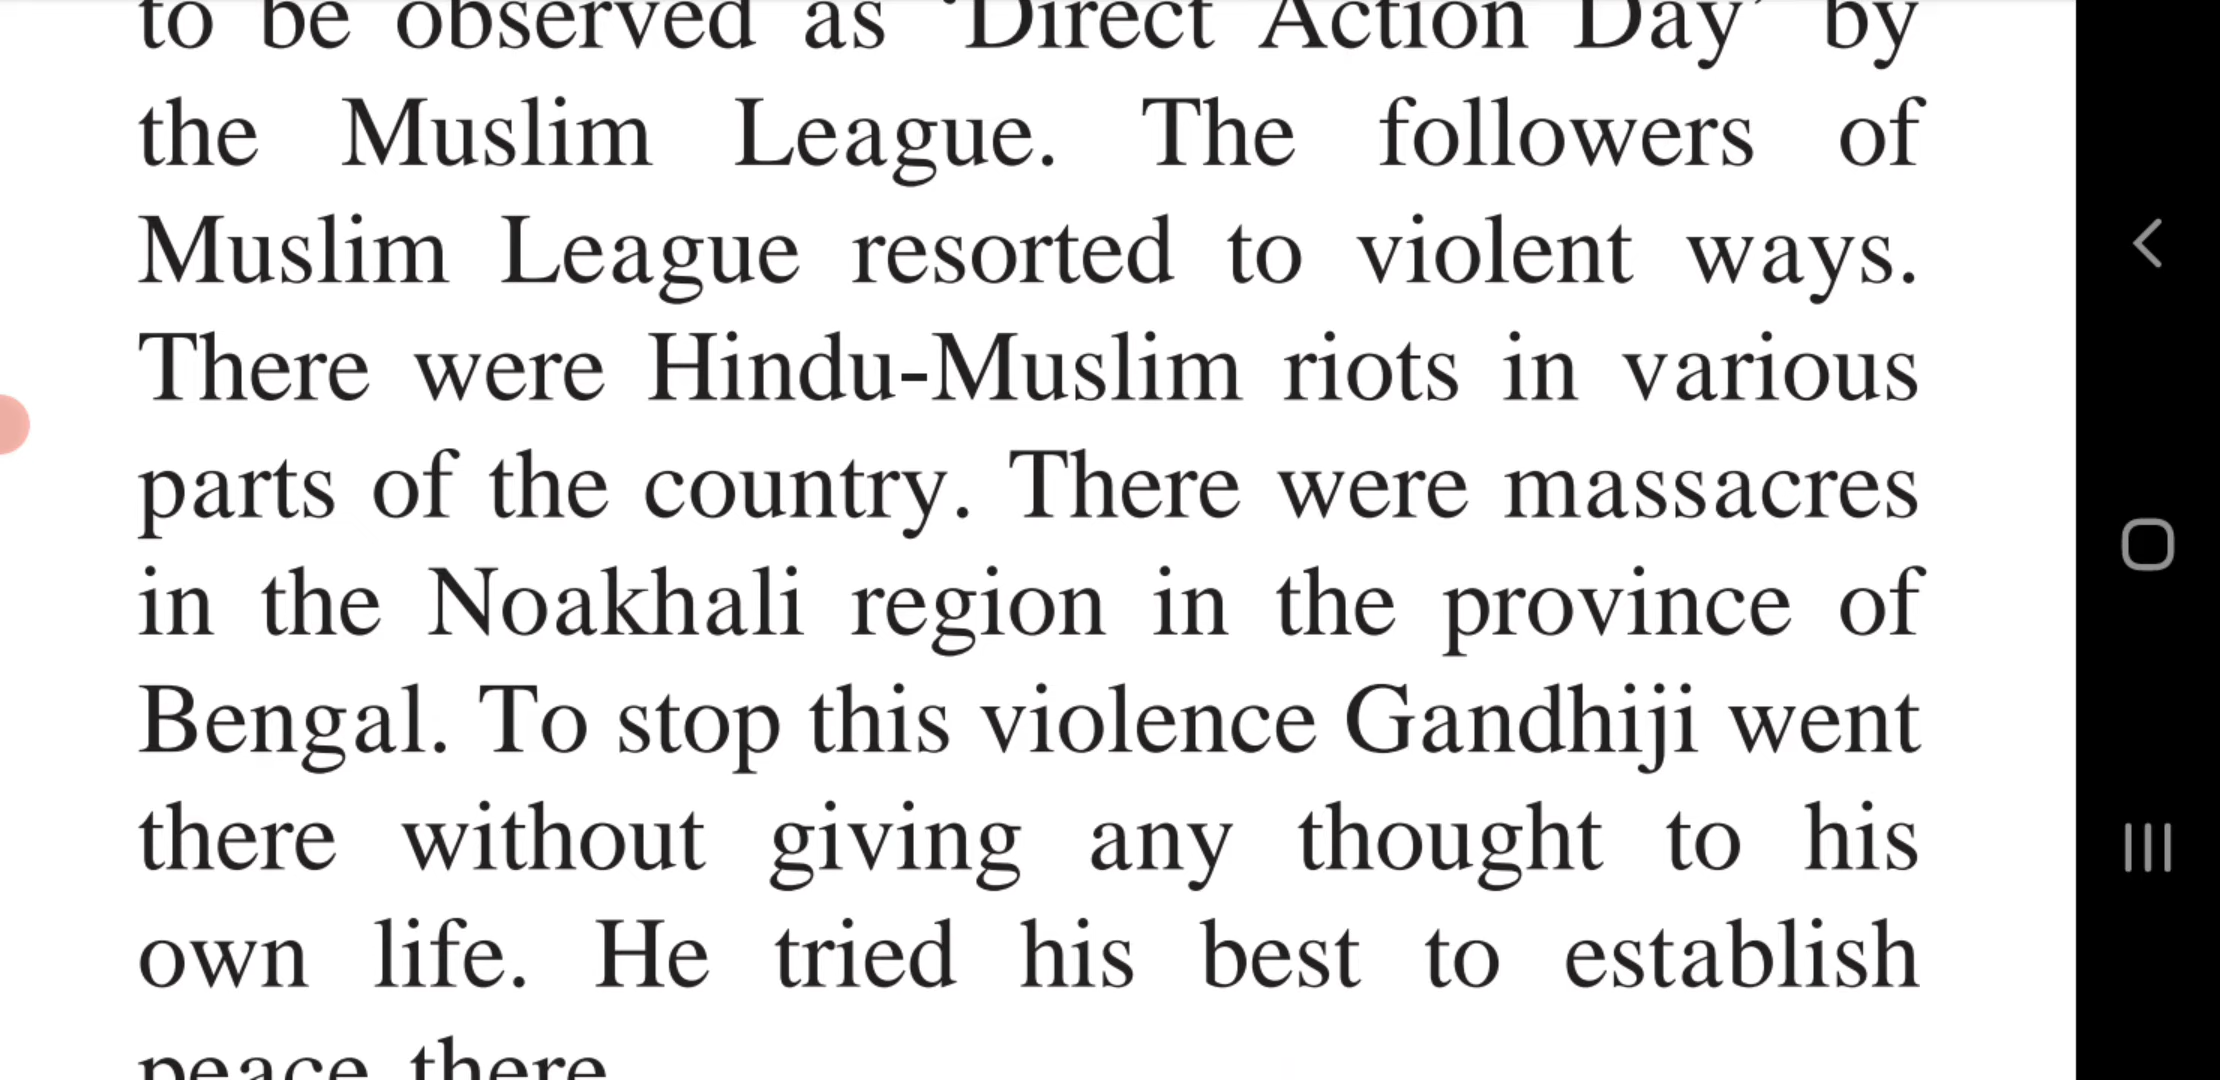 to be observed as ‘Direct Action Day’ by
the Muslim League. The followers of
Muslim League resorted to violent ways.
There were Hindu-Muslim riots in various
parts of the country. There were massacres
in the Noakhali region in the province of
Bengal. To stop this violence Gandhiji went
there without giving any thought to his
own life. He tried his best to establish
peace there